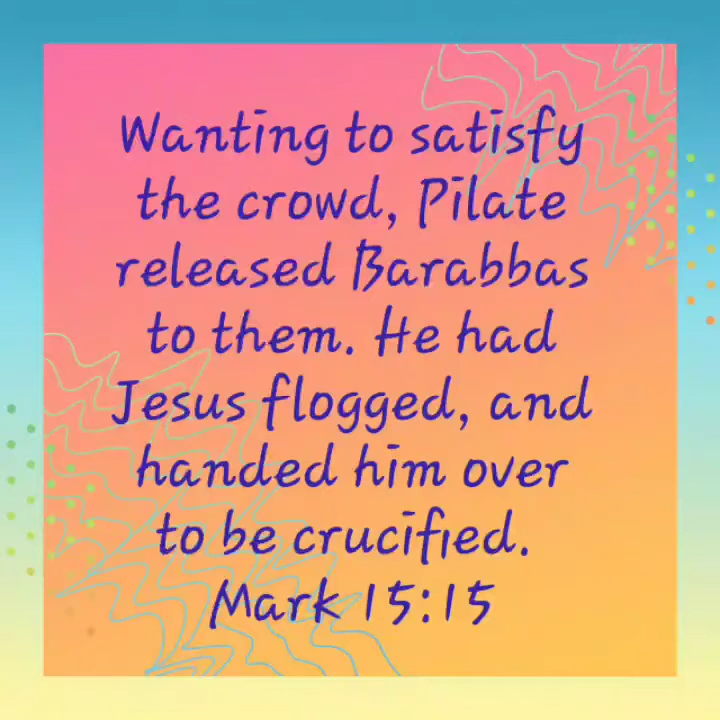 Wanting to satisfy
the crowd, Pilate
released Barabbas
to them. He had
Jesus flogged, and
handed him over
to be crucified.
Mark 15:15